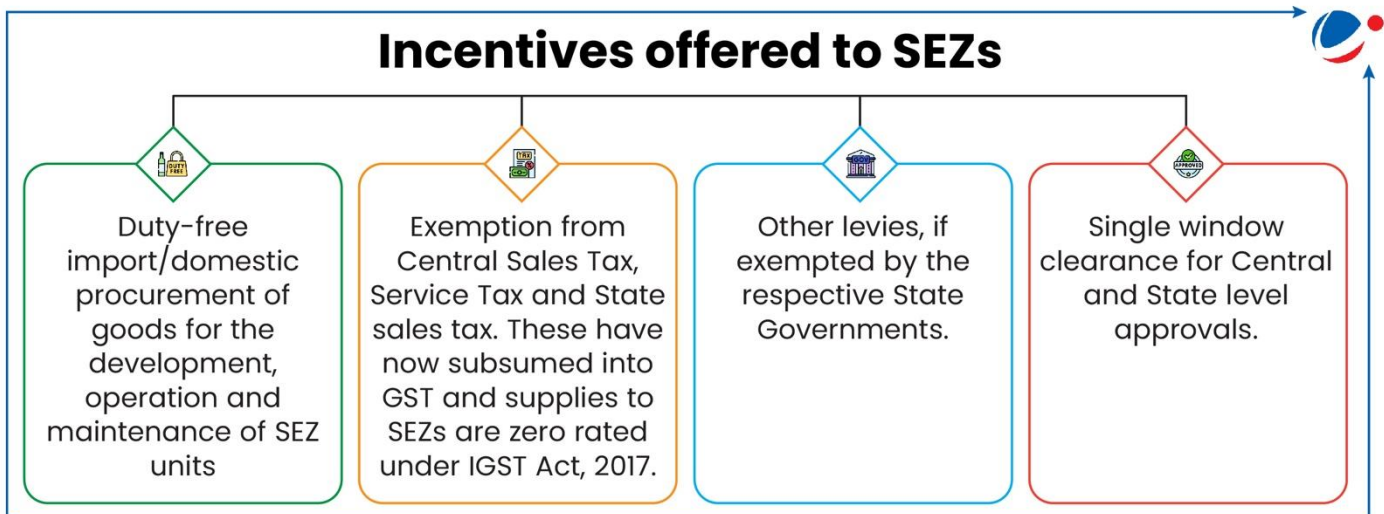 Incentives offered to SEZs
DUTY
FREE
Duty-free
import/domestic
procurement of
goods for the
development,
operation and
maintenance of SEZ
units
TAX
Exemption from
Central Sales Tax,
Service Tax and State
sales tax. These have
now subsumed into
GST and supplies to
SEZs are zero rated
under IGST Act, 2017.
GOV
Other levies, if
exempted by the
respective State
Governments.
APPROVED
Single window
clearance for Central
and State level
approvals.